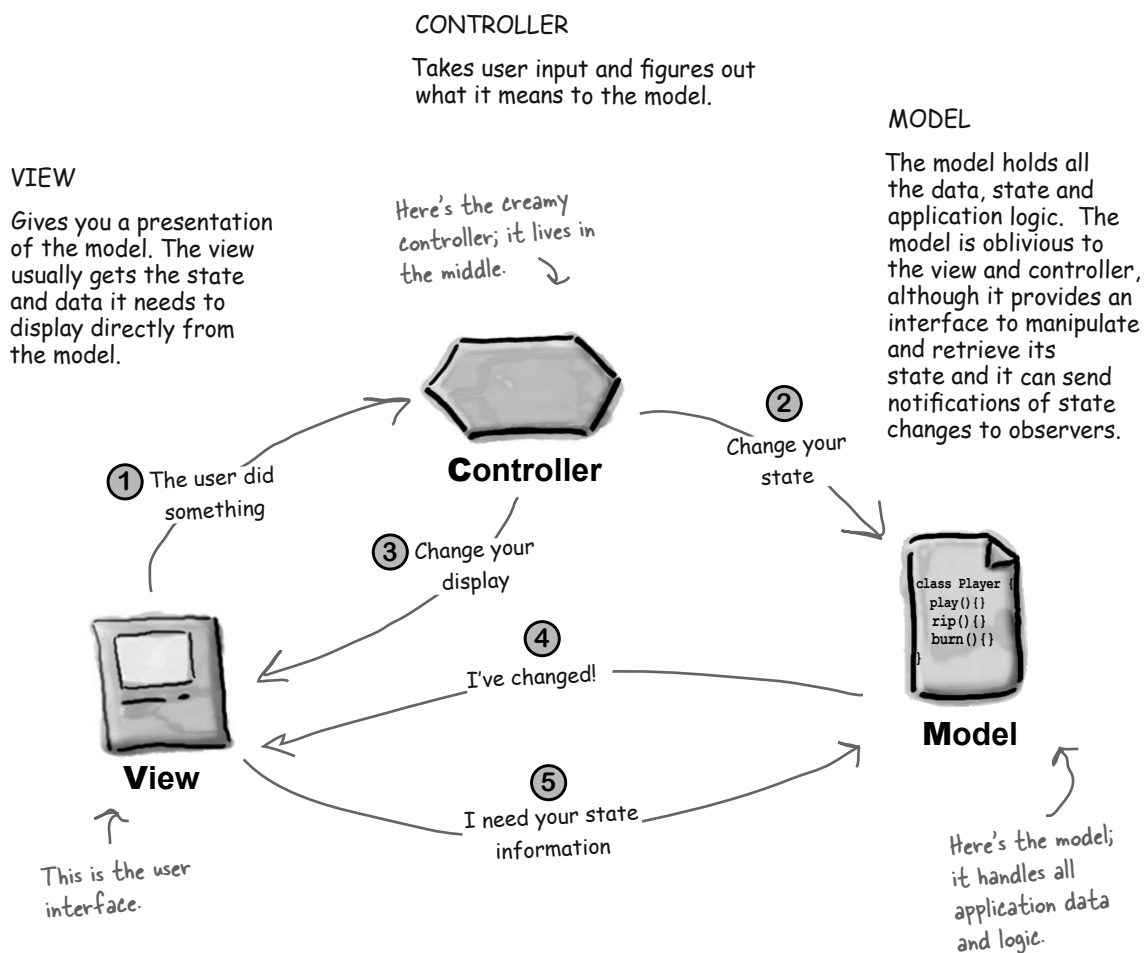 CONTROLLER
Takes user input and figures out
what it means to the model.
MODEL
The model holds all
the data, state and
application logic. The
model is oblivious to
the view and controller,
although it provides an
interface to manipulate
and retrieve its
state and it can send
notifications of state
changes to observers.
VIEW
Gives you a presentation
of the model. The view
usually gets the state
and data it needs to
display directly from
the model.
Here's the creamy
controller; it lives in
the middle.
Controller
1 The user did
something
2
Change your
state
3 Change your
display
class Player {
play(){}
rip(){}
burn(){}
}
4
I've changed!
Model
View
5
I need your state
information
This is the user
interface.
Here's the model;
it handles all
application data
and logic.